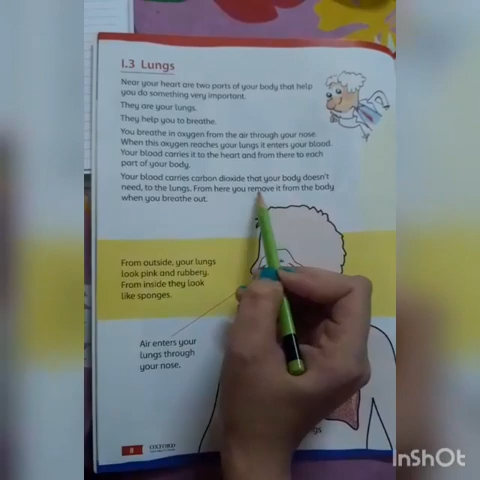 1.3 Lungs
Near your heart are two parts of your body that help
you do something very important.
They are your lungs.
They help you to breathe.
You breathe in oxygen from the air through your nose.
When this oxygen reaches your lungs it enters your blood.
Your blood carries it to the heart and from there to each
part of your body.
Your blood carries carbon dioxide that your body doesn't
need, to the lungs. From here you remove it from the body
when you breathe out.
From outside, your lungs
look pink and rubbery.
From inside they look
like sponges.
Air enters your
lungs through
your nose.
8
OXFORD
InShOt